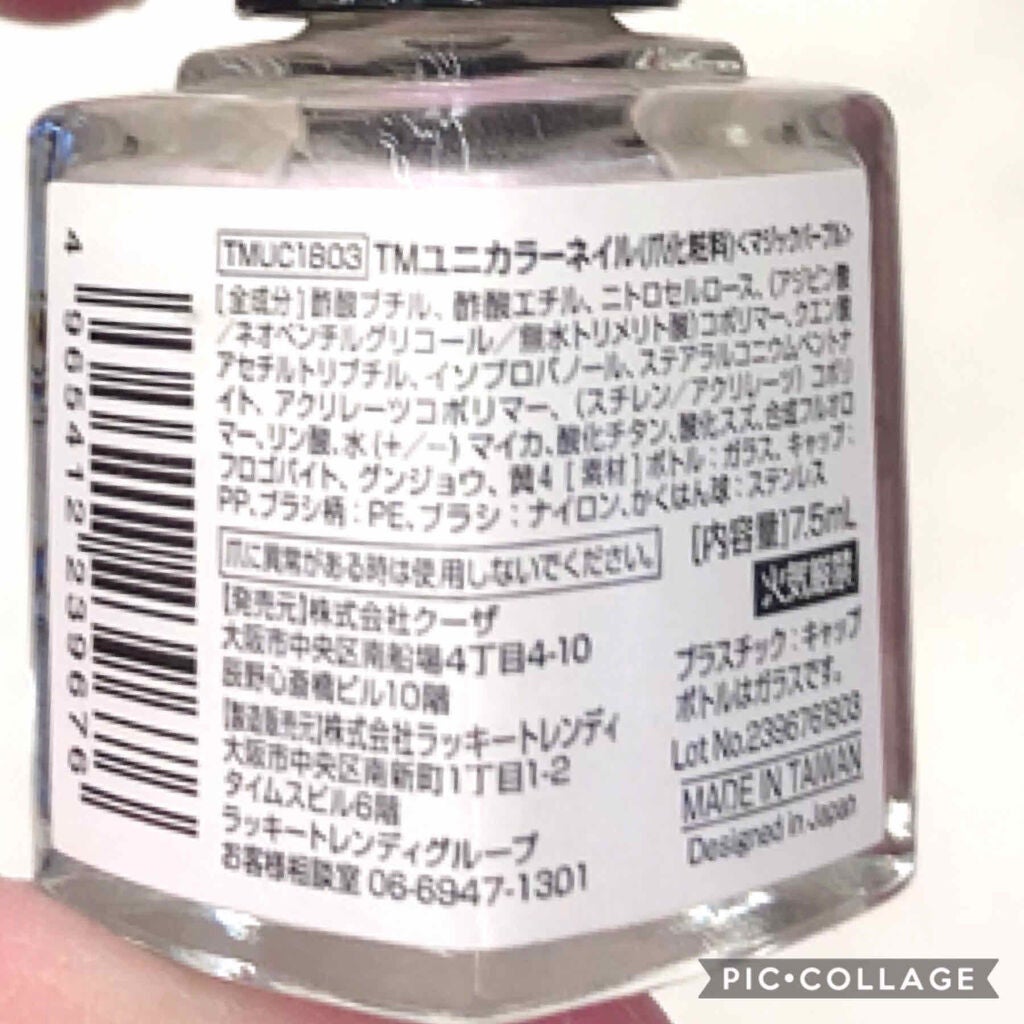 TMUC1803 TMユニカラーネイル(爪化粧料)<マジックパープル>
[全成分]酢酸ブチル、酢酸エチル、ニトロセルロース、(アジピン酸
/ネオペンチルグリコール/無水トリメリト酸)コポリマー、クエン酸
アセチルトリブチル、イソプロパノール、ステアラルコニウムベントナ
イト、アクリレーツコポリマー、(スチレン/アクリレーツ)コポリ
マー、リン酸、水(+/-)マイカ、酸化チタン、酸化スズ、合成フルオロ
フロゴパイト、グンジョウ、黄4[素材]ボトル:ガラス、キャップ:
PP、ブラシ柄:PE、ブラシ:ナイロン、かくはん球:ステンレス
爪に異常がある時は使用しないでください。
[内容量]7.5mL
火気厳禁
[発売元]株式会社クーザ
大阪市中央区南船場4丁目4-10
辰野心斎橋ビル10階
[製造販売元]株式会社ラッキートレンディ
大阪市中央区南新町1丁目1-2
タイムスビル6階
ラッキートレンディグループ
お客様相談室 06-6947-1301
プラスチック:キャップ
ボトルはガラスです。
Lot No.2396761803
MADE IN TAIWAN
Designed in Japan
4965412239676
PIC•COLLAGE